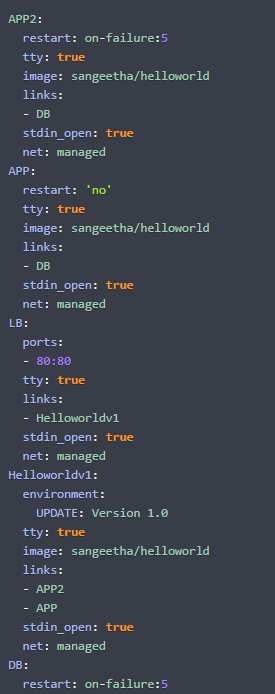 APP2:
  restart: on-failure:5
  tty: true
  image: sangeetha/helloworld
  links:
  - DB
  stdin_open: true
  net: managed
APP:
  restart: 'no'
  tty: true
  image: sangeetha/helloworld
  links:
  - DB
  stdin_open: true
  net: managed
LB:
  ports:
  - 80:80
  tty: true
  links:
  - Helloworldv1
  stdin_open: true
  net: managed
Helloworldv1:
  environment:
    UPDATE: Version 1.0
  tty: true
  image: sangeetha/helloworld
  links:
  - APP2
  - APP
  stdin_open: true
  net: managed
DB:
  restart: on-failure:5